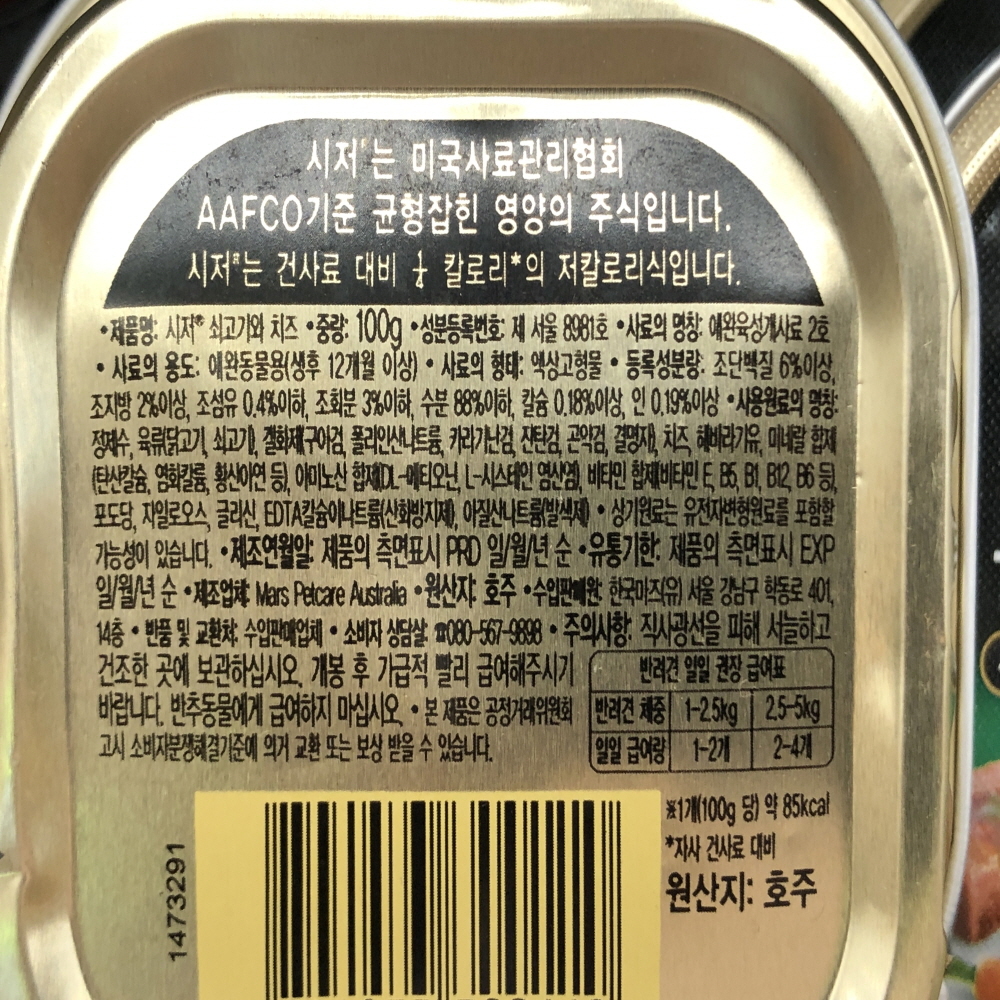 시저®는 미국사료관리협회
AAFCO기준 균형잡힌 영양의 주식입니다.
시저®는 건사료 대비 칼로리*의 저칼로리식입니다.
•제품명: 시저® 쇠고기와 치즈 •중량: 100g •성분등록번호: 제 서울 8981호 •사료의 명칭: 애완육성개사료 2호
• 사료의 용도: 애완동물용(생후 12개월 이상) • 사료의 형태: 액상고형물 • 등록성분량: 조단백질 6%이상,
조지방 2%이상, 조섬유 0.4%이하, 조회분 3%이하, 수분 88%이하, 칼슘 0.18%이상, 인 0.19%이상 •사용원료의 명칭:
정제수, 육류(닭고기, 쇠고기), 겔화제(구아검, 폴리인산나트륨, 카라기난검, 잔탄검, 곤약검, 결명자), 치즈, 해바라기유, 미네랄 합제
(탄산칼슘, 염화칼륨, 황산아연 등), 아미노산 합제(DL-메티오닌, L-시스테인 염산염), 비타민 합제(비타민 E, B5, B1, B12, B6 등),
포도당, 자일로오스, 글리신, EDTA칼슘이나트륨(산화방지제), 아질산나트륨(발색제) • 상기원료는 유전자변형원료를 포함할
가능성이 있습니다. •제조연월일: 제품의 측면표시 PRD 일/월/년 순 •유통기한: 제품의 측면표시 EXP
일/월/년 순 •제조업체: Mars Petcare Australia •원산지: 호주 •수입판매원: 한국마즈(유) 서울 강남구 학동로 401,
14층 • 반품 및 교환처: 수입판매업체 • 소비자 상담실: ☎080-567-9898 • 주의사항: 직사광선을 피해 서늘하고
건조한 곳에 보관하십시오. 개봉 후 가급적 빨리 급여해주시기
바랍니다. 반추동물에게 급여하지 마십시오. • 본 제품은 공정거래위원회
고시 소비자분쟁해결기준에 의거 교환 또는 보상 받을 수 있습니다.
반려견 일일 권장 급여표
반려견 체중 1-2.5kg 2.5-5kg
일일 급여량 1-2개 2-4개
※1개(100g 당) 약 85kcal
*자사 건사료 대비
원산지: 호주
1473291